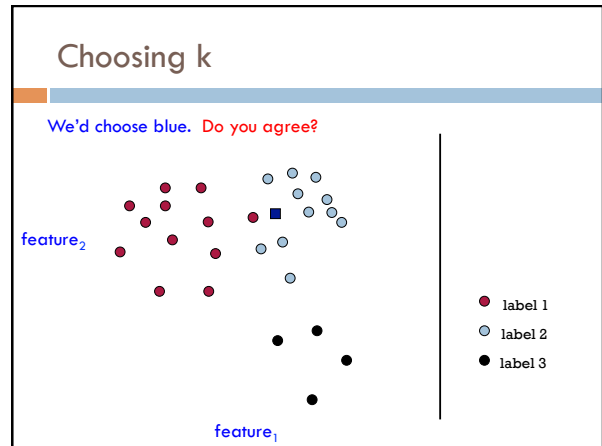 Choosing k
We'd choose blue. Do you agree?
feature₂
label 1
label 2
label 3
feature₁